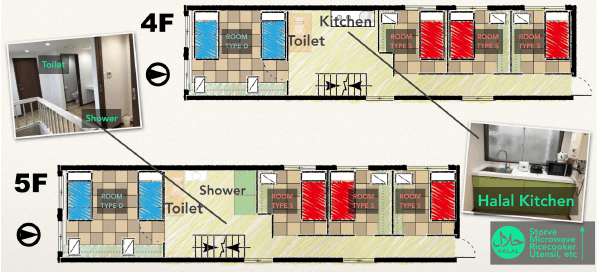 4F
Kitchen
ROOM
TYPE D
Toilet
ROOM
TYPE S
ROOM
TYPE S
ROOM
TYPE S
Toilet
Shower
5F
ROOM
TYPE D
Toilet
Shower
ROOM
TYPE S
ROOM
TYPE S
ROOM
TYPE S
Halal Kitchen
حلال
HALAL
Storve
Microwave
Ricecooker
Utensil, etc